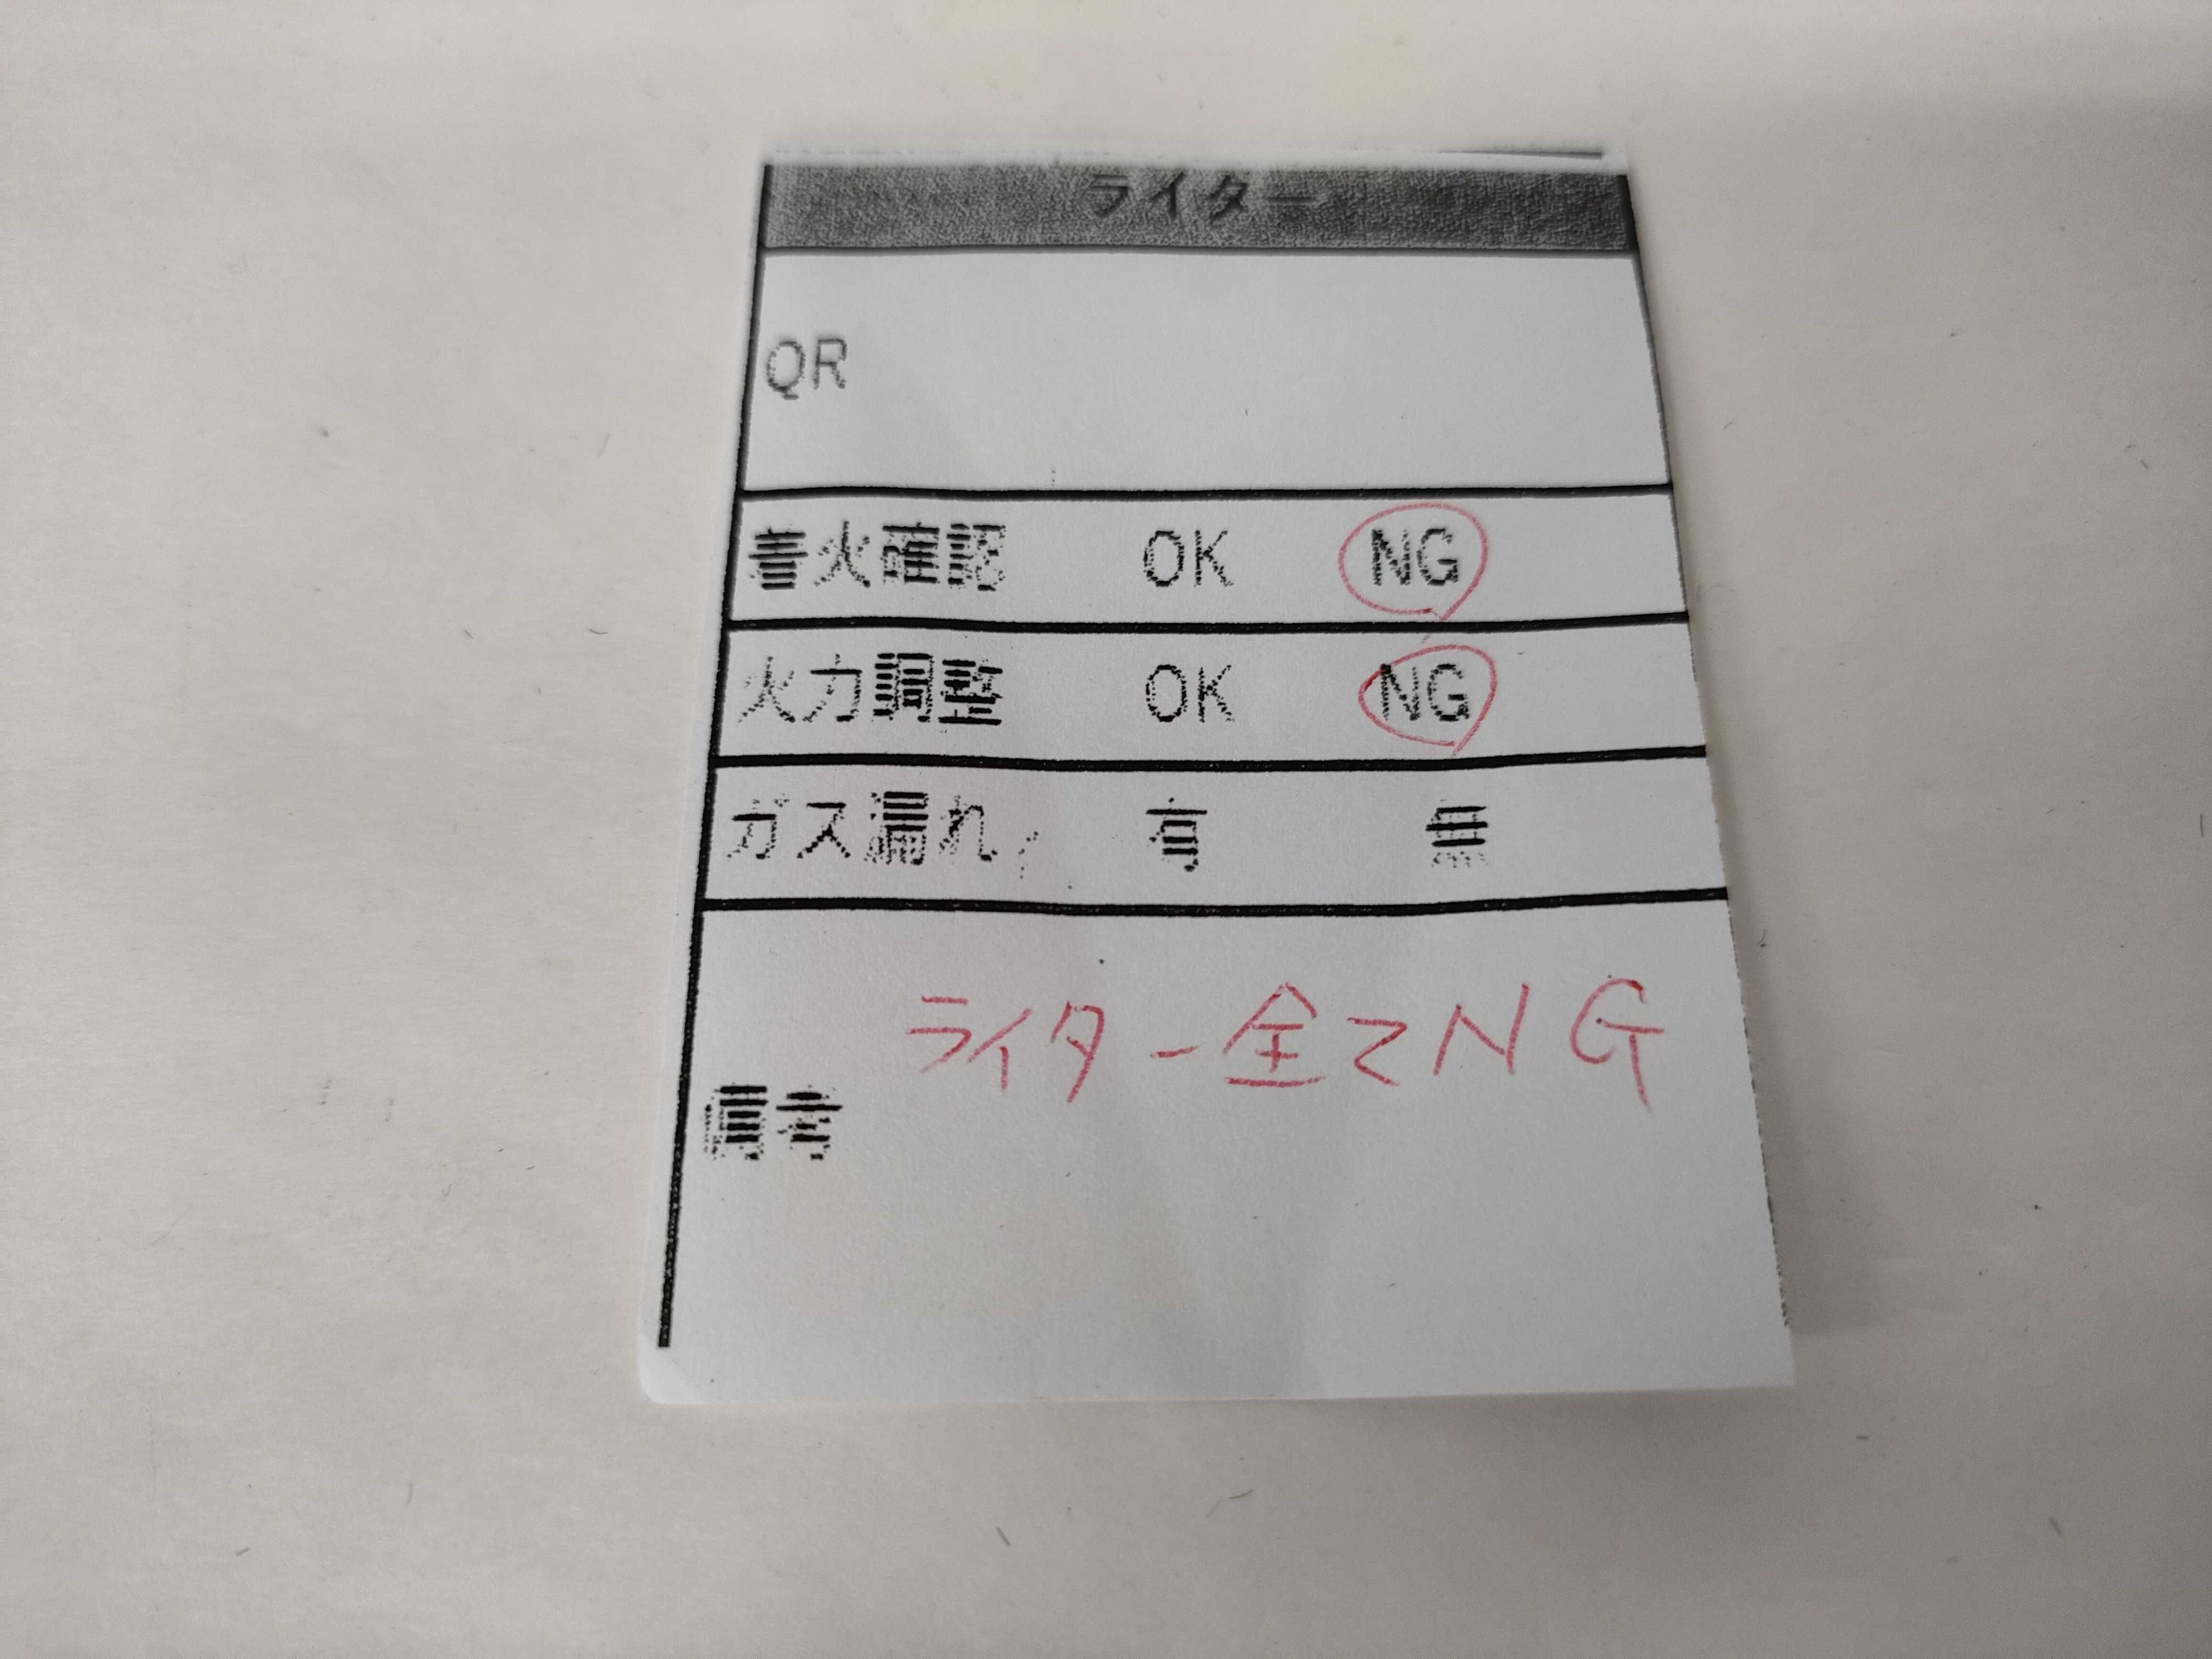 ライター
QR
着火確認 OK NG
火力調整 OK NG
ガス漏れ 有 無
ライター全てNG
備考